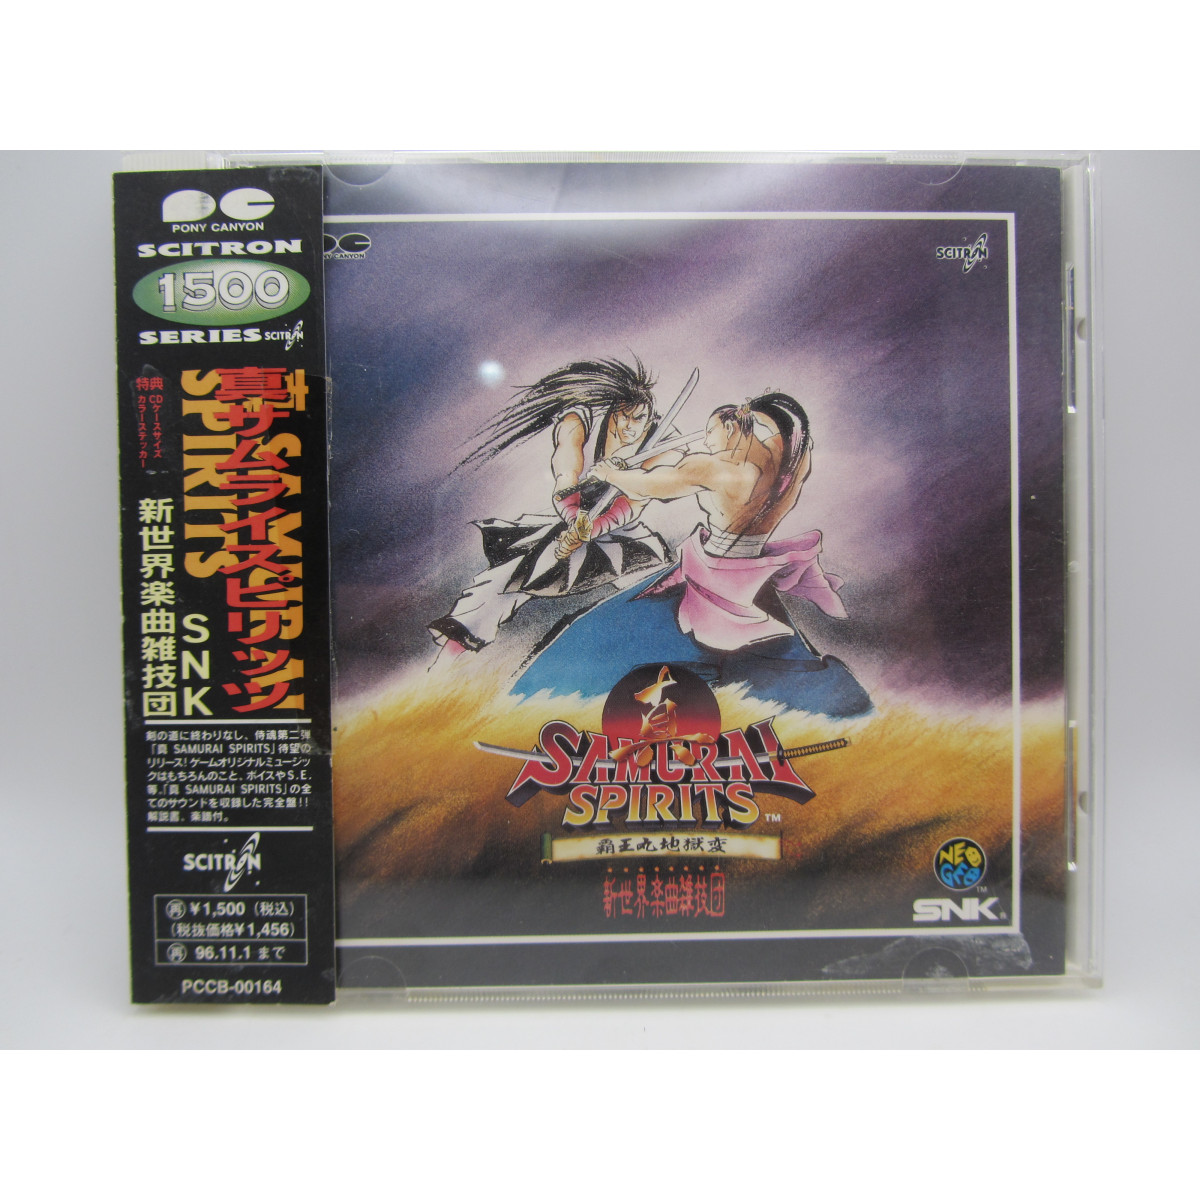 PONY CANYON
SCITRON
1500
SERIES SCITRON
特典
CDケースサイズ
カラーステッカー
真サムライスピリッツ
SPIRITS
SNK
新世界楽曲雑技団
剣の道に終わりなし、侍魂第二弾
「真 SAMURAI SPIRITS」待望の
リリース!ゲームオリジナルミュージッ
クはもちろんのこと、ボイスやS.E.
等、「真 SAMURAI SPIRITS」の全
てのサウンドを収録した完全盤!!
解説書、楽譜付。
SCITRON
再 ¥1,500(税込)
(税抜価格¥1,456)
再 96.11.1まで
PCCB-00164
NY CANYON
SCITRON
真
SAMURAI
SPIRITS™
覇王丸地獄変
新世界楽曲雑技団
NEO
GEO
™
SNK®